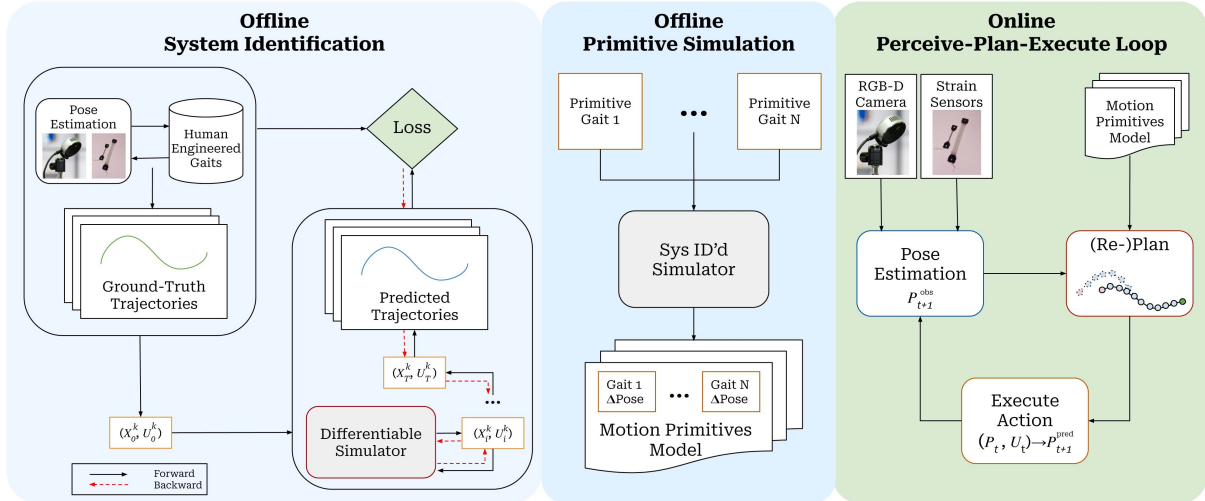 Offline
System Identification
Pose
Estimation
Human
Engineered
Gaits
Ground-Truth
Trajectories
Loss
Predicted
Trajectories
(X_T^k, U_T^k)
...
Differentiable
Simulator
(X_i^k, U_i^k)
(X_0^k, U_0^k)
Forward
Backward
Offline
Primitive Simulation
Primitive
Gait 1
...
Primitive
Gait N
Sys ID'd
Simulator
Gait 1
ΔPose
...
Gait N
ΔPose
Motion Primitives
Model
Online
Perceive-Plan-Execute Loop
RGB-D
Camera
Strain
Sensors
Motion
Primitives
Model
Pose
Estimation
P_{t+1}^{obs}
(Re-)Plan
Execute
Action
(P_t, U_t)→P_{t+1}^{pred}